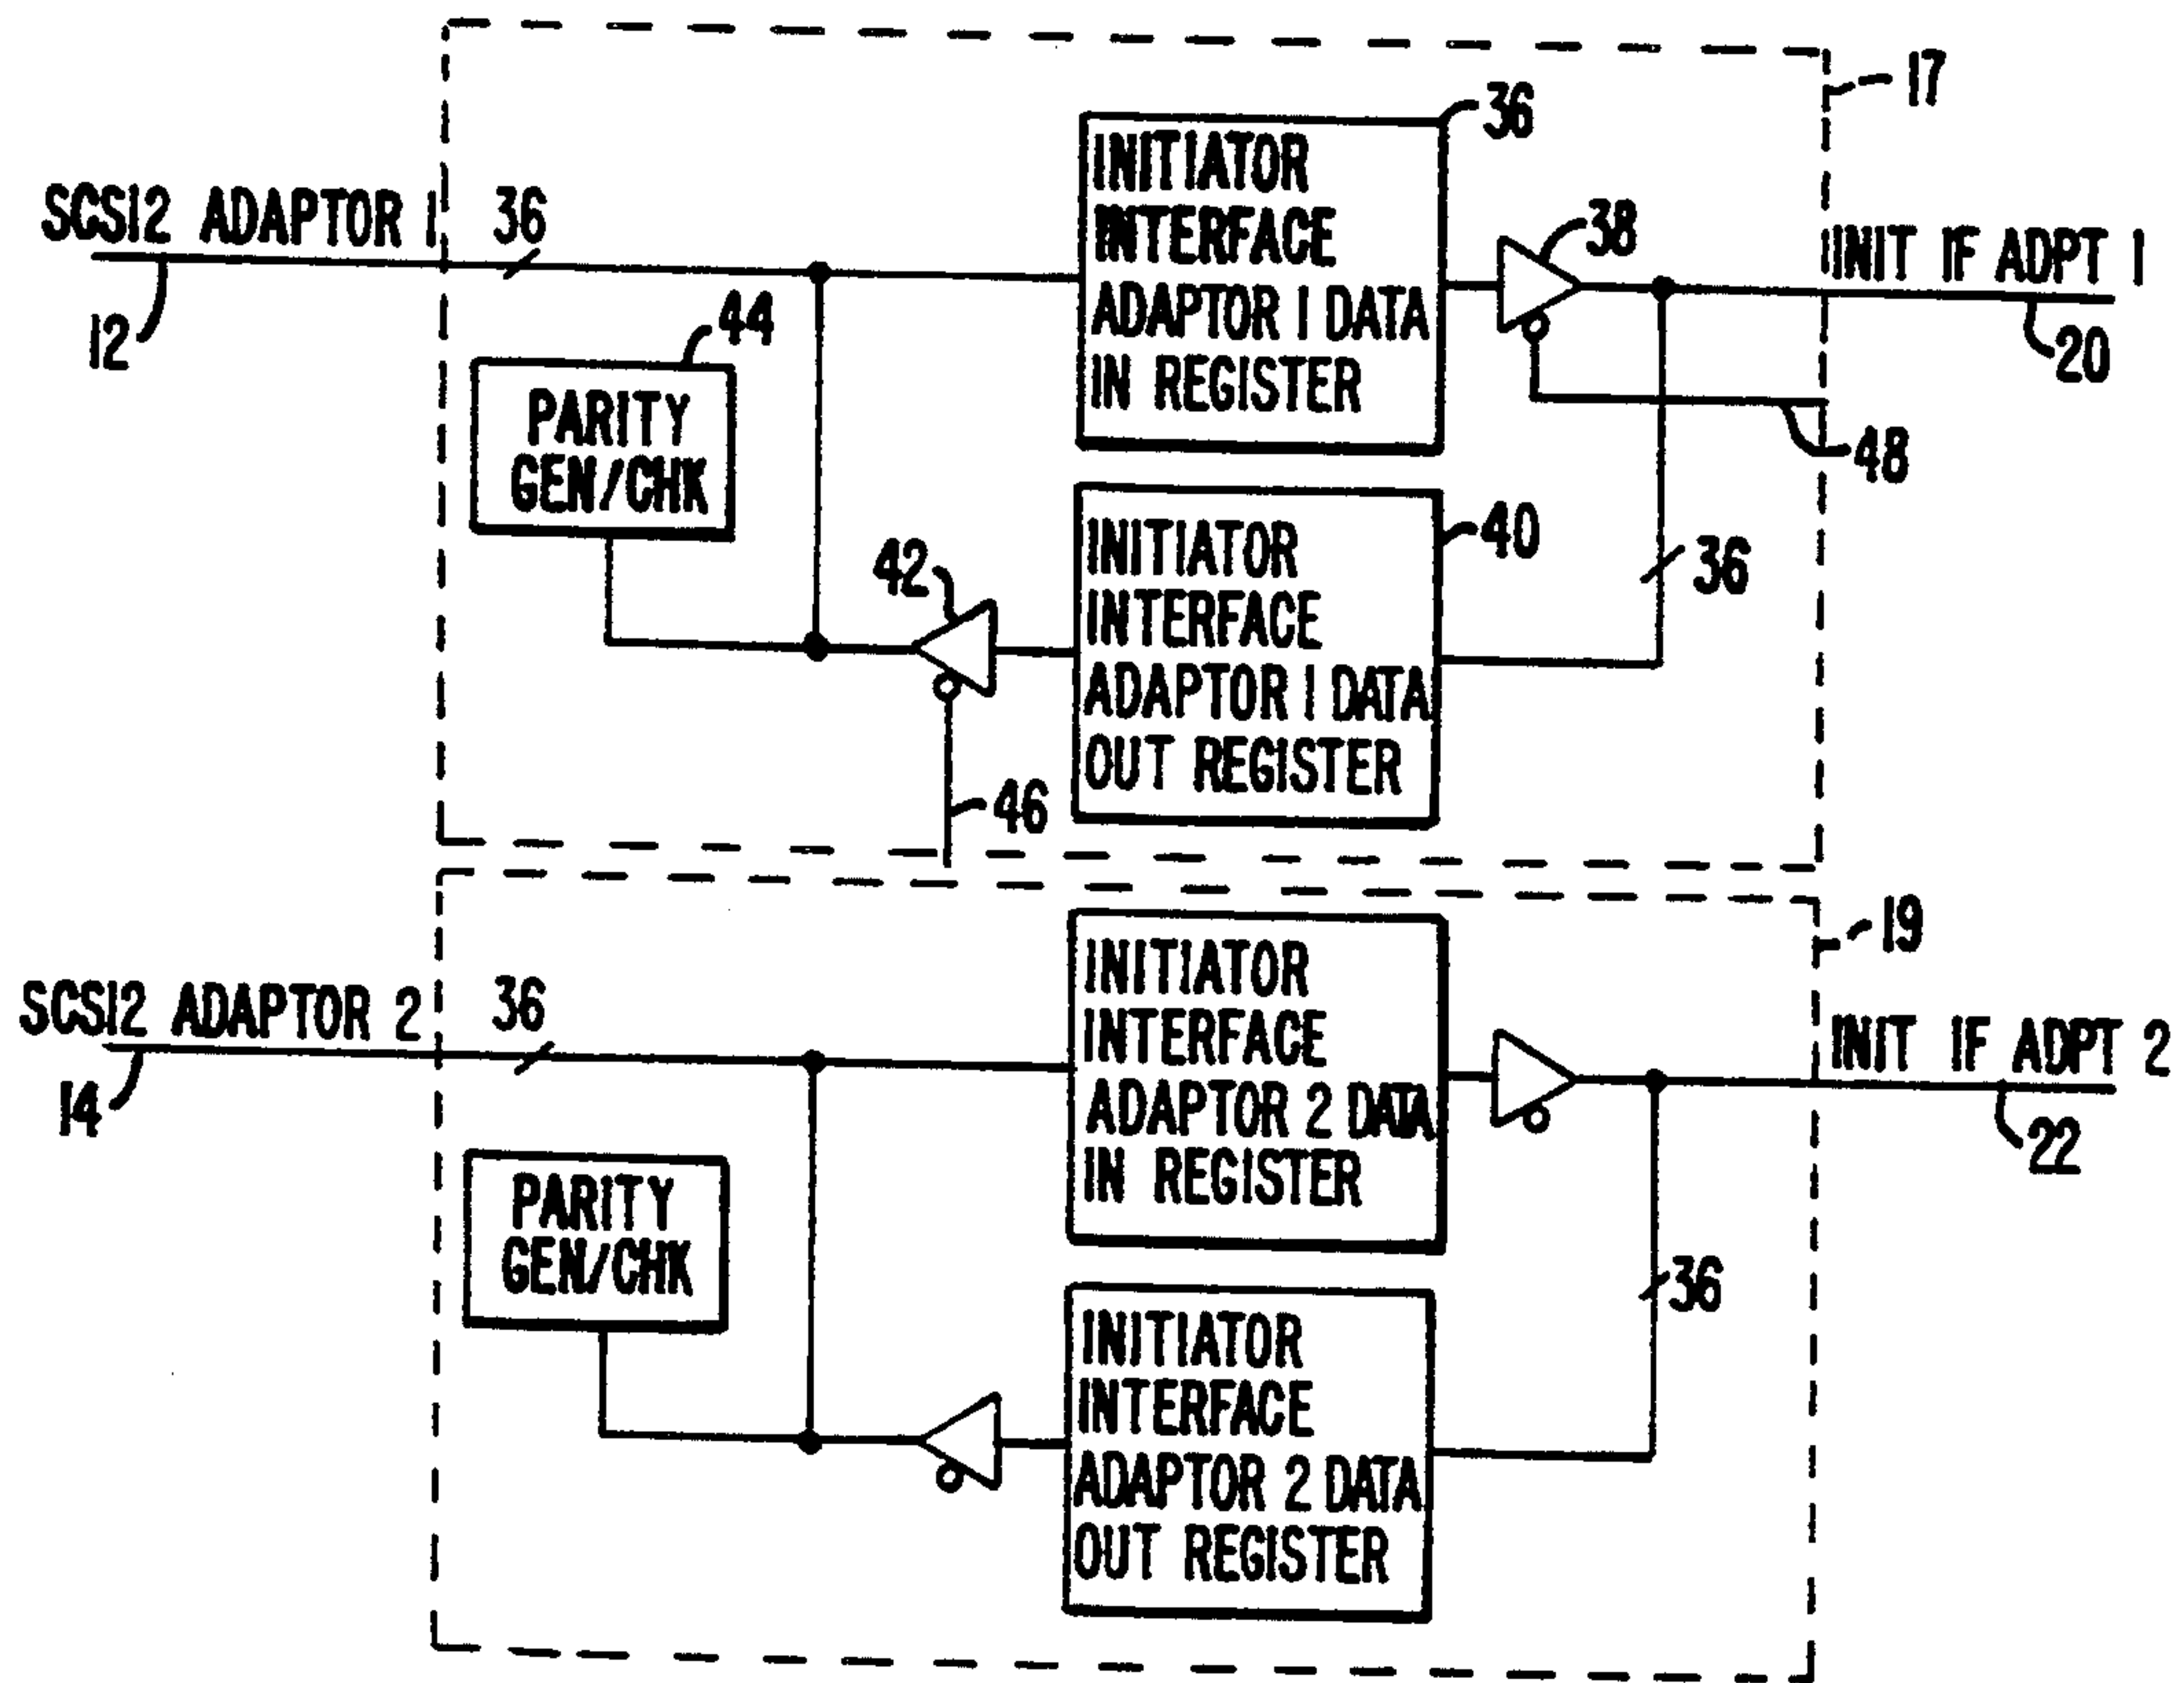 17
36
INITIATOR
INTERFACE
ADAPTOR 1 DATA
IN REGISTER
SCSI2 ADAPTOR 1
36
38
INIT IF ADPT 1
12
20
44
PARITY
GEN/CHK
48
40
INITIATOR
INTERFACE
ADAPTOR 1 DATA
OUT REGISTER
42
36
46
19
INITIATOR
INTERFACE
ADAPTOR 2 DATA
IN REGISTER
SCSI2 ADAPTOR 2
36
INIT IF ADPT 2
14
22
PARITY
GEN/CHK
36
INITIATOR
INTERFACE
ADAPTOR 2 DATA
OUT REGISTER